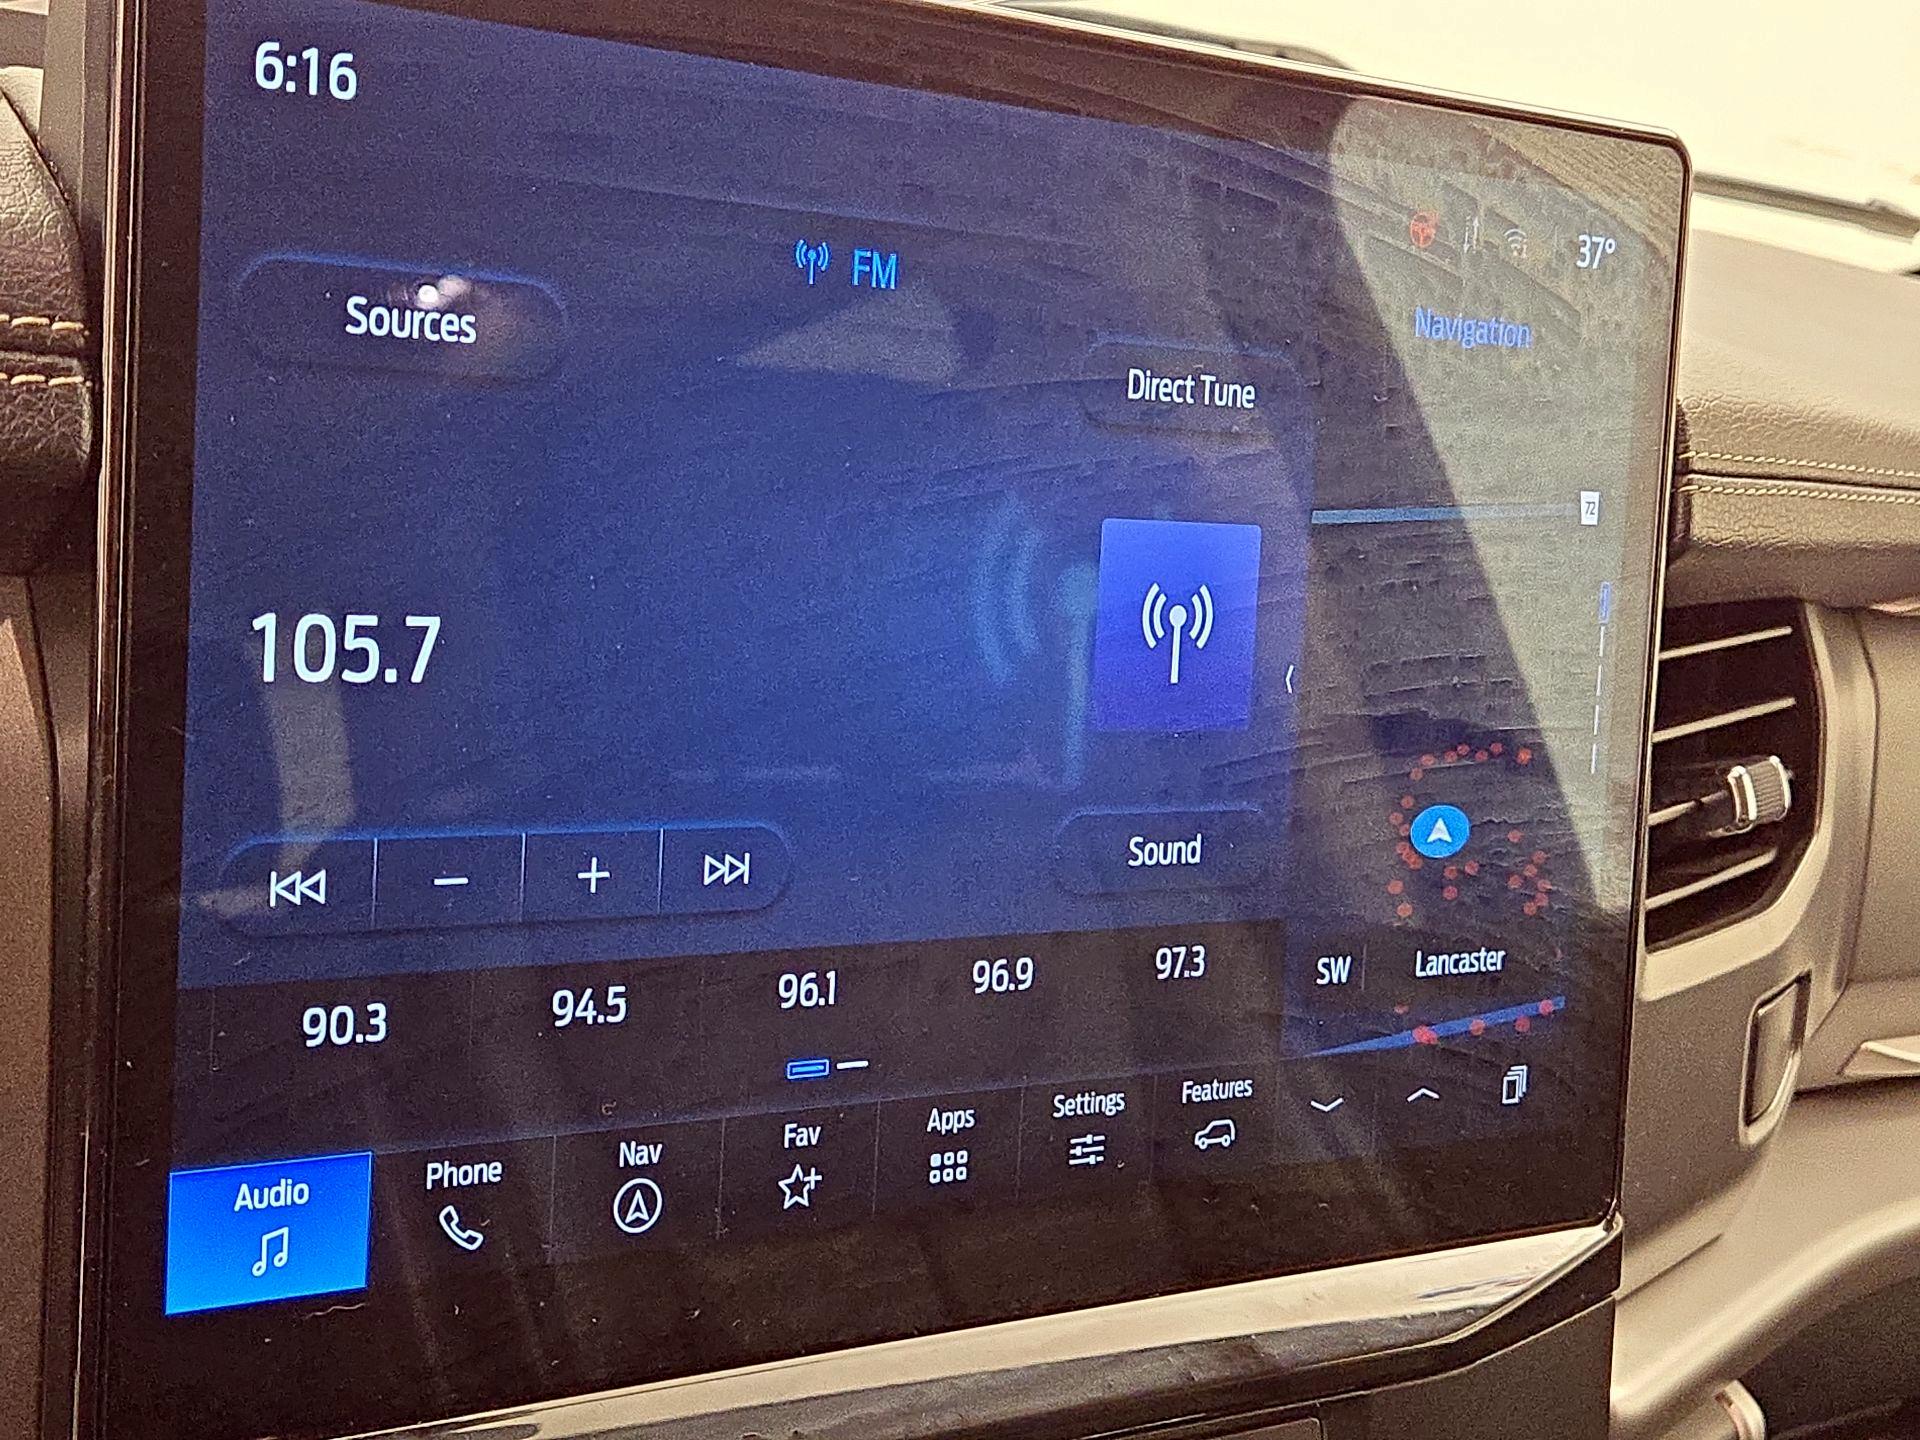 6:16
FM
37°
Sources
Navigation
Direct Tune
72
105.7
Sound
90.3
94.5
96.1
96.9
97.3
SW
Lancaster
Audio
Phone
Nav
Fav
Apps
Settings
Features